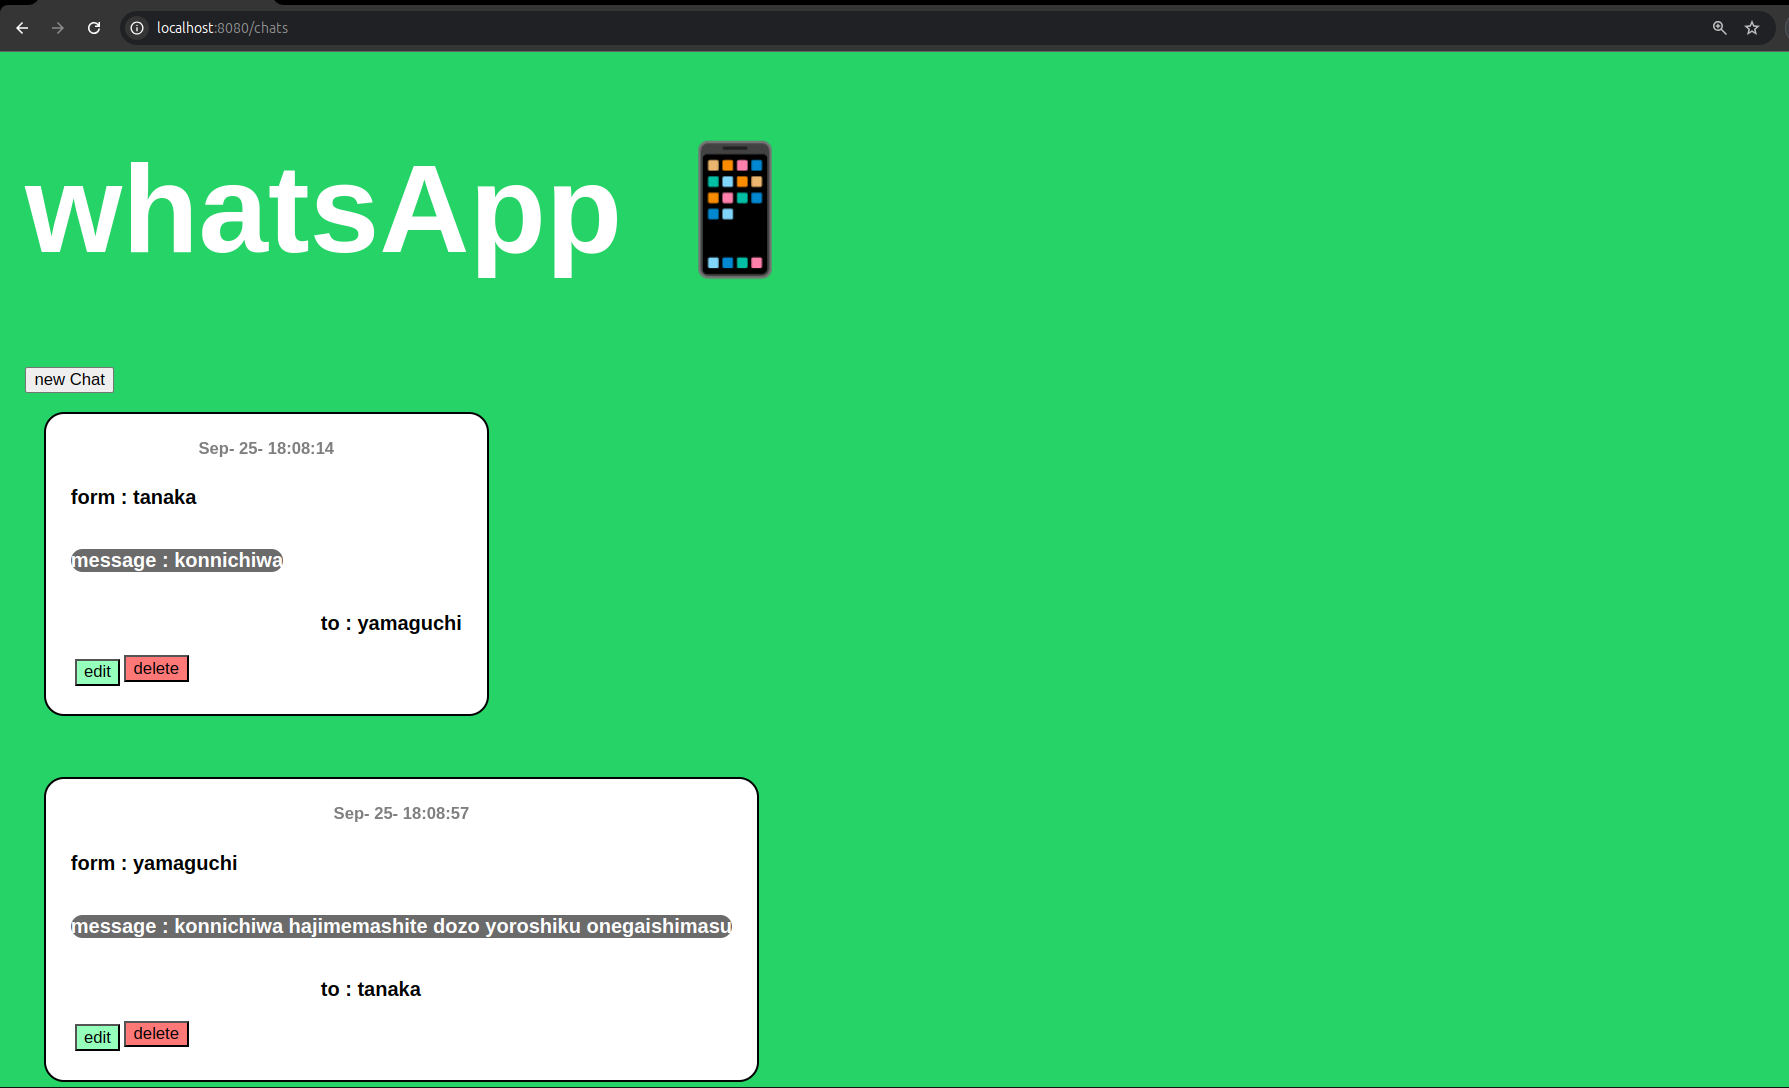 localhost:8080/chats
whatsApp
new Chat
Sep- 25- 18:08:14
form : tanaka
message : konnichiwa
to : yamaguchi
edit delete
Sep- 25- 18:08:57
form : yamaguchi
message : konnichiwa hajimemashite dozo yoroshiku onegaishimasu
to : tanaka
edit delete